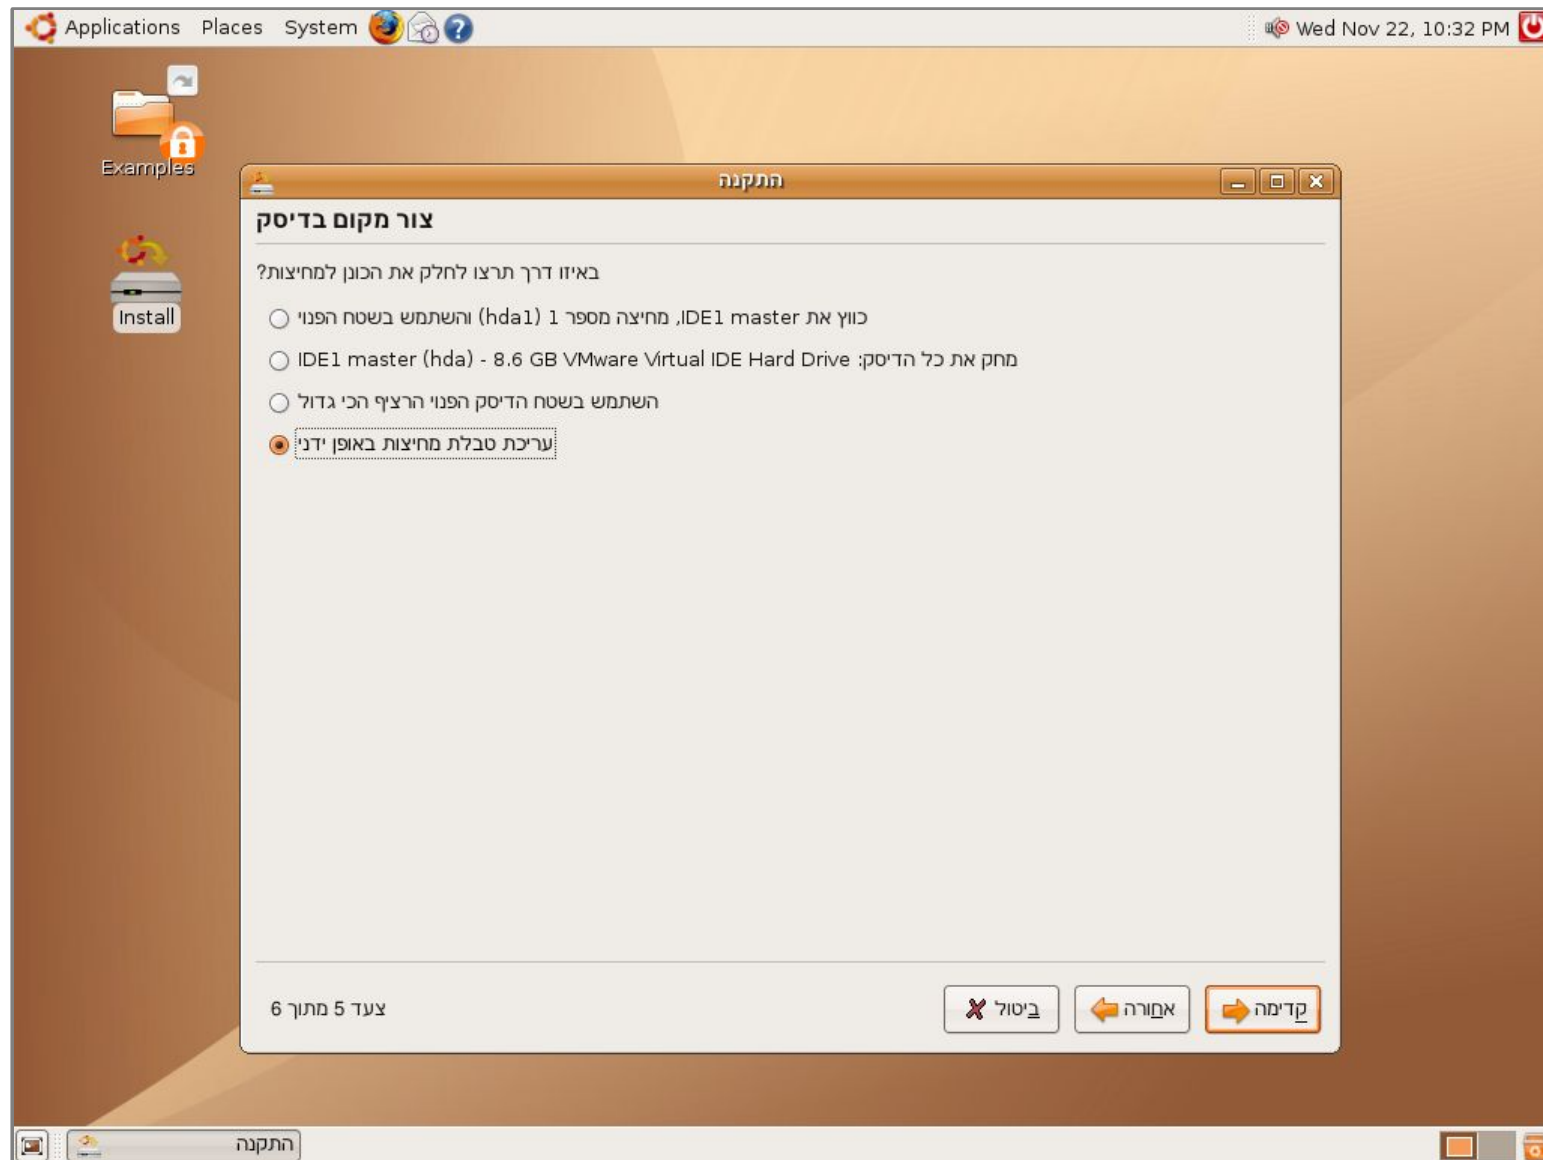 Applications Places System Wed Nov 22, 10:32 PM
Examples
Install
התקנה
צור מקום בדיסק
באיזו דרך תרצו לחלק את הכונן למחיצות?
כווץ את IDE1 master, מחיצה מספר 1 (hda1) והשתמש בשטח הפנוי
מחק את כל הדיסק: IDE1 master (hda) - 8.6 GB VMware Virtual IDE Hard Drive
השתמש בשטח הדיסק הפנוי הרציף הכי גדול
עריכת טבלת מחיצות באופן ידני
צעד 5 מתוך 6
ביטול
אחורה
קדימה
התקנה